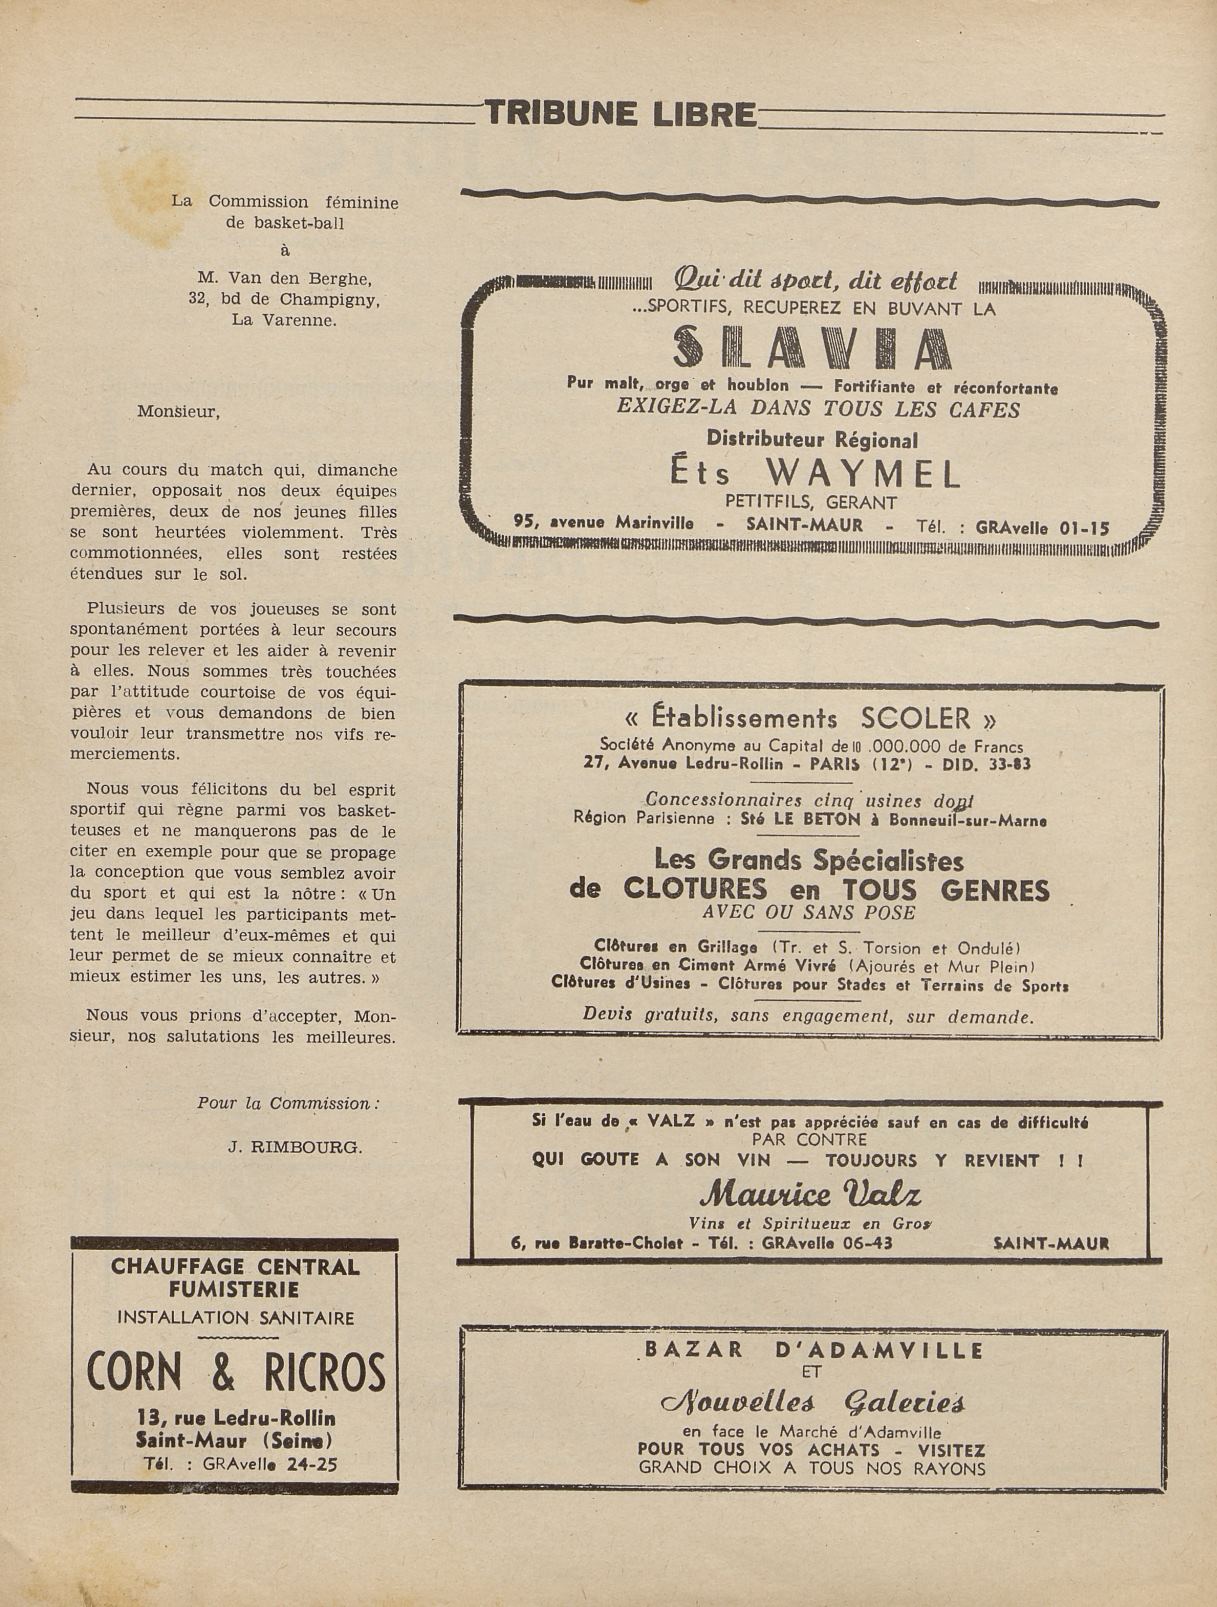 TRIBUNE LIBRE
La Commission féminine
de basket-ball
à
M. Van den Berghe,
32, bd de Champigny,
La Varenne.
Monsieur,
Au cours du match qui, dimanche
dernier, opposait nos deux équipes
premières, deux de nos jeunes filles
se sont heurtées violemment. Très
commotionnées, elles sont restées
étendues sur le sol.
Plusieurs de vos joueuses se sont
spontanément portées à leur secours
pour les relever et les aider à revenir
à elles. Nous sommes très touchées
par l'attitude courtoise de vos équi-
pières et vous demandons de bien
vouloir leur transmettre nos vifs re-
merciements.
Nous vous félicitons du bel esprit
sportif qui règne parmi vos basket-
teuses et ne manquerons pas de le
citer en exemple pour que se propage
la conception que vous semblez avoir
du sport et qui est la nôtre : « Un
jeu dans lequel les participants met-
tent le meilleur d'eux-mêmes et qui
leur permet de se mieux connaître et
mieux estimer les uns, les autres. »
Nous vous prions d'accepter, Mon-
sieur, nos salutations les meilleures.
Pour la Commission :
J. RIMBOURG.
CHAUFFAGE CENTRAL
FUMISTERIE
INSTALLATION SANITAIRE
CORN & RICROS
13, rue Ledru-Rollin
Saint-Maur (Seine)
Tél. : GRAvelle 24-25
Qui dit sport, dit effort
...SPORTIFS, RECUPEREZ EN BUVANT LA
SLAVIA
Pur malt, orge et houblon — Fortifiante et réconfortante
EXIGEZ-LA DANS TOUS LES CAFES
Distributeur Régional
Éts WAYMEL
PETITFILS, GERANT
95, avenue Marinville - SAINT-MAUR - Tél. : GRAvelle 01-15
« Établissements SCOLER »
Société Anonyme au Capital de 10.000.000 de Francs
27, Avenue Ledru-Rollin - PARIS (12e) - DID. 33-83
Concessionnaires cinq usines dont
Région Parisienne : Sté LE BETON à Bonneuil-sur-Marne
Les Grands Spécialistes
de CLOTURES en TOUS GENRES
AVEC OU SANS POSE
Clôtures en Grillage (Tr. et S. Torsion et Ondulé)
Clôtures en Ciment Armé Vivré (Ajourés et Mur Plein)
Clôtures d'Usines - Clôtures pour Stades et Terrains de Sports
Devis gratuits, sans engagement, sur demande.
Si l'eau de « VALZ » n'est pas appréciée sauf en cas de difficulté
PAR CONTRE
QUI GOUTE A SON VIN — TOUJOURS Y REVIENT ! !
Maurice Valz
Vins et Spiritueux en Gros
6, rue Baratte-Cholet - Tél. : GRAvelle 06-43 SAINT-MAUR
BAZAR D'ADAMVILLE
ET
Nouvelles Galeries
en face le Marché d'Adamville
POUR TOUS VOS ACHATS - VISITEZ
GRAND CHOIX A TOUS NOS RAYONS